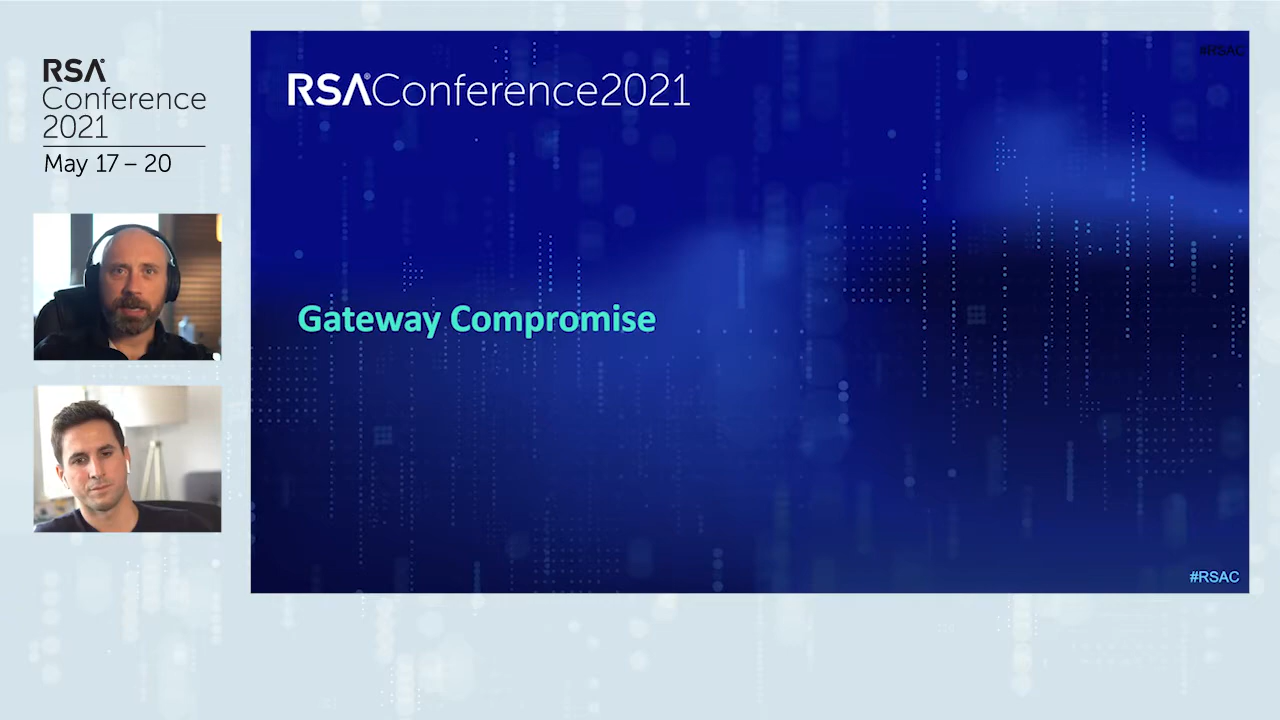 RSA
Conference
2021
May 17 – 20
#RSAC
RSAConference2021
Gateway Compromise
#RSAC